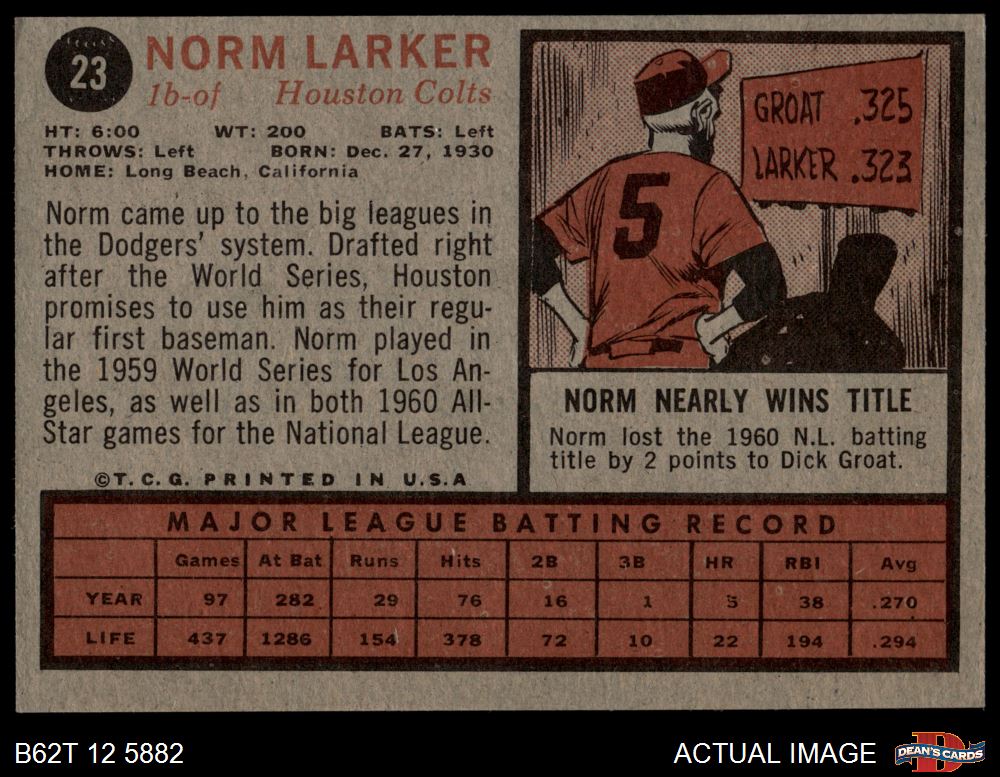 23
NORM LARKER
1b-of Houston Colts
HT: 6:00 WT: 200 BATS: Left
THROWS: Left BORN: Dec. 27, 1930
HOME: Long Beach, California
Norm came up to the big leagues in
the Dodgers' system. Drafted right
after the World Series, Houston
promises to use him as their regu-
lar first baseman. Norm played in
the 1959 World Series for Los An-
geles, as well as in both 1960 All-
Star games for the National League.
©T.C.G. PRINTED IN U.S.A
GROAT .325
LARKER .323
5
NORM NEARLY WINS TITLE
Norm lost the 1960 N.L. batting
title by 2 points to Dick Groat.
MAJOR LEAGUE BATTING RECORD
Games At Bat Runs Hits 2B 3B HR RBI Avg
YEAR 97 282 29 76 16 1 5 38 .270
LIFE 437 1286 154 378 72 10 22 194 .294
B62T 12 5882
ACTUAL IMAGE
D
DEAN'S CARDS